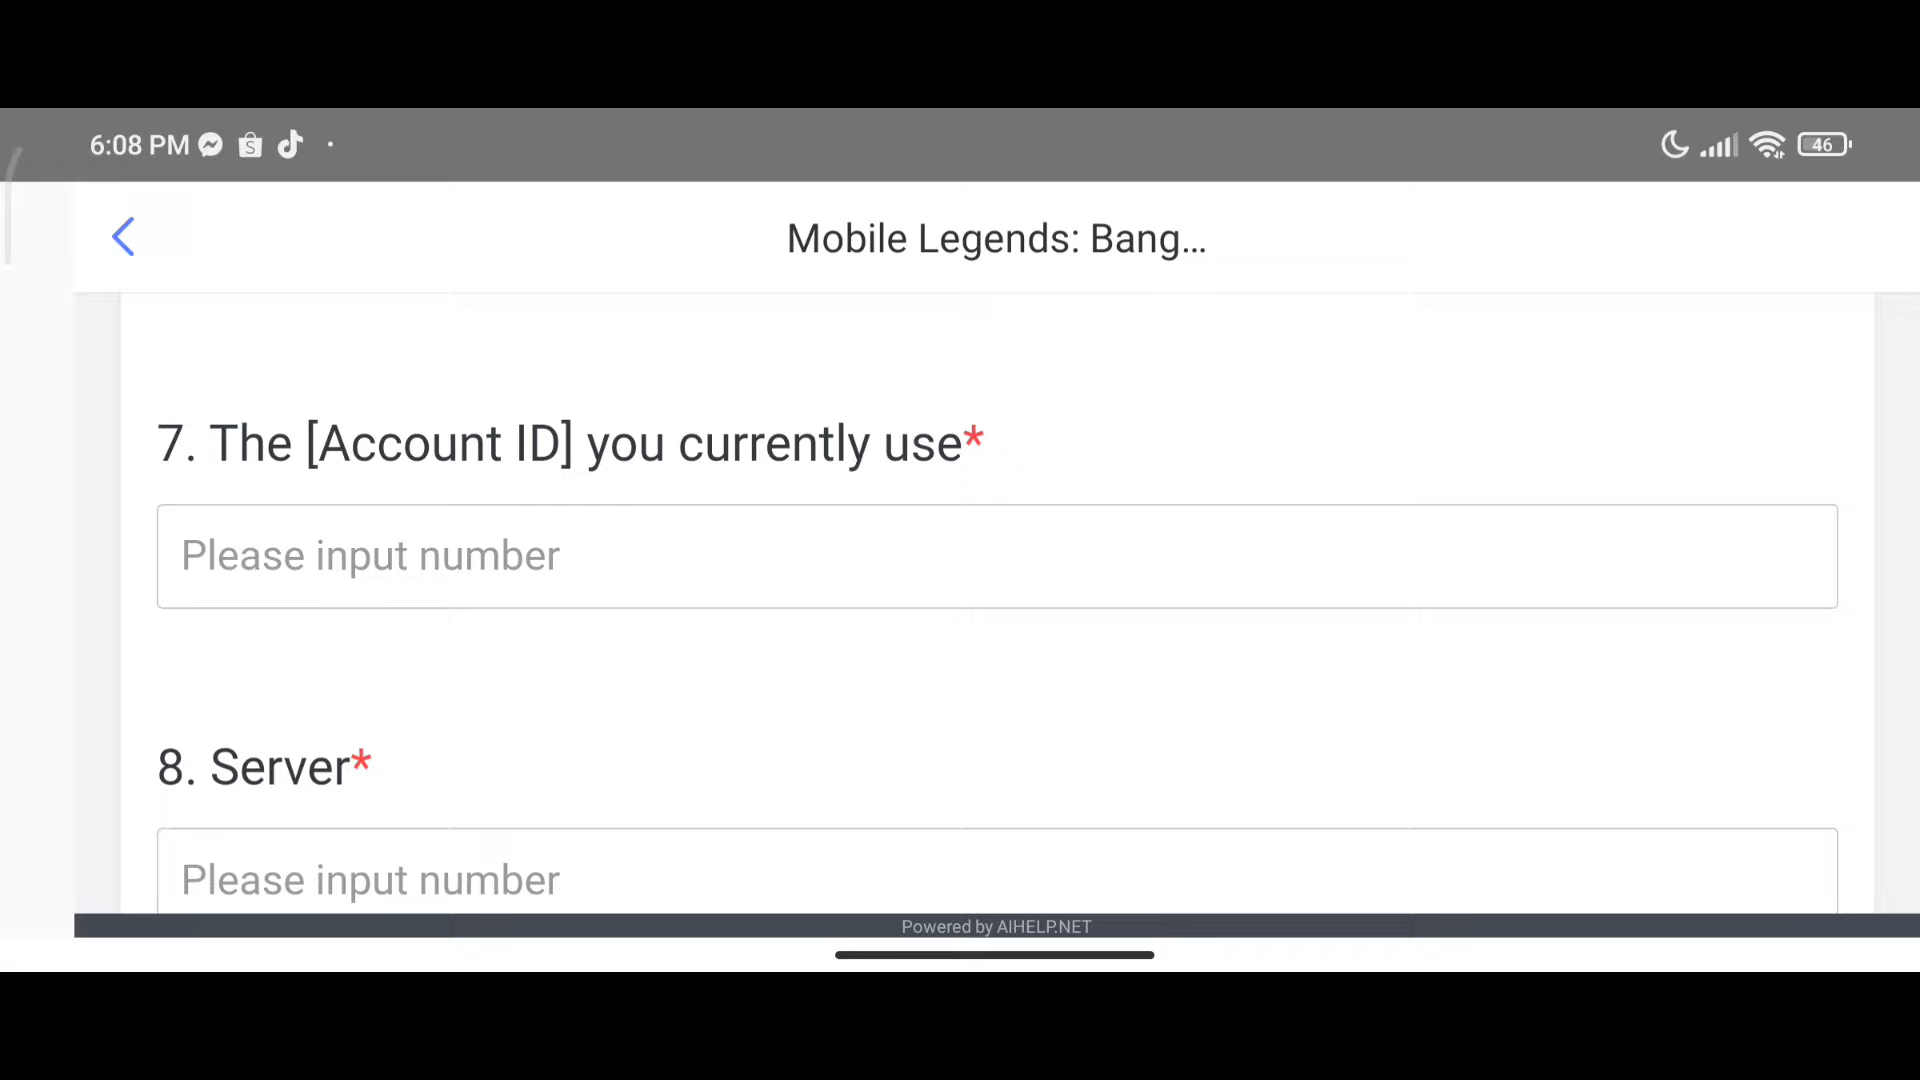 6:08 PM
46
Mobile Legends: Bang...
7. The [Account ID] you currently use*
Please input number
8. Server*
Please input number
Powered by AIHELP.NET